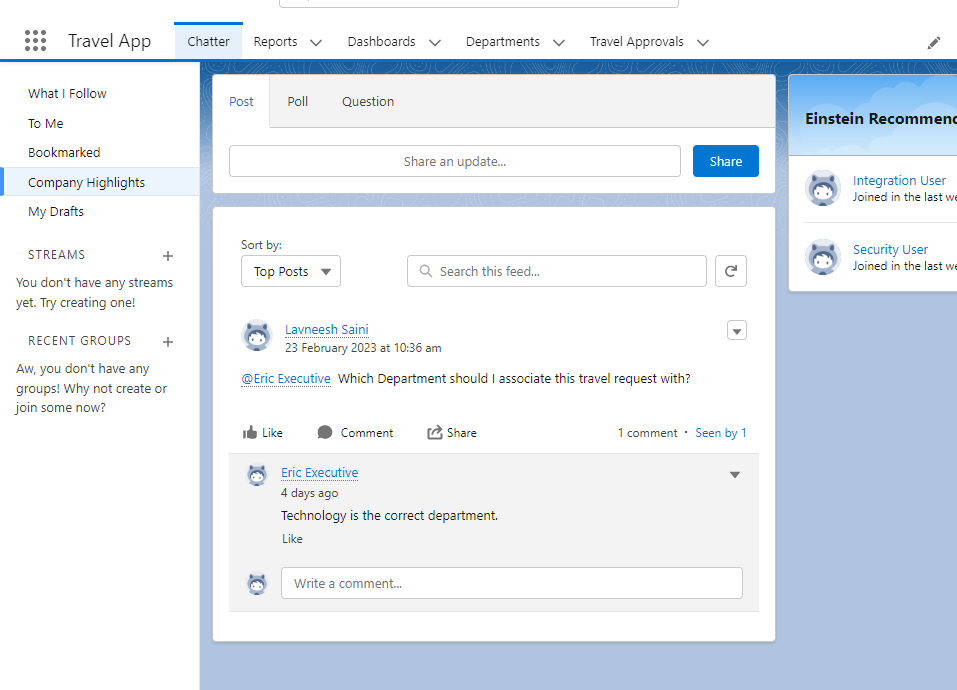 Travel App
Chatter
Reports
Dashboards
Departments
Travel Approvals
What I Follow
To Me
Bookmarked
Company Highlights
My Drafts
STREAMS
You don't have any streams
yet. Try creating one!
RECENT GROUPS
Aw, you don't have any
groups! Why not create or
join some now?
Post
Poll
Question
Share an update...
Share
Sort by:
Top Posts
Search this feed...
Lavneesh Saini
23 February 2023 at 10:36 am
@Eric Executive Which Department should I associate this travel request with?
Like
Comment
Share
1 comment · Seen by 1
Eric Executive
4 days ago
Technology is the correct department.
Like
Write a comment...
Einstein Recommend
Integration User
Joined in the last we
Security User
Joined in the last we